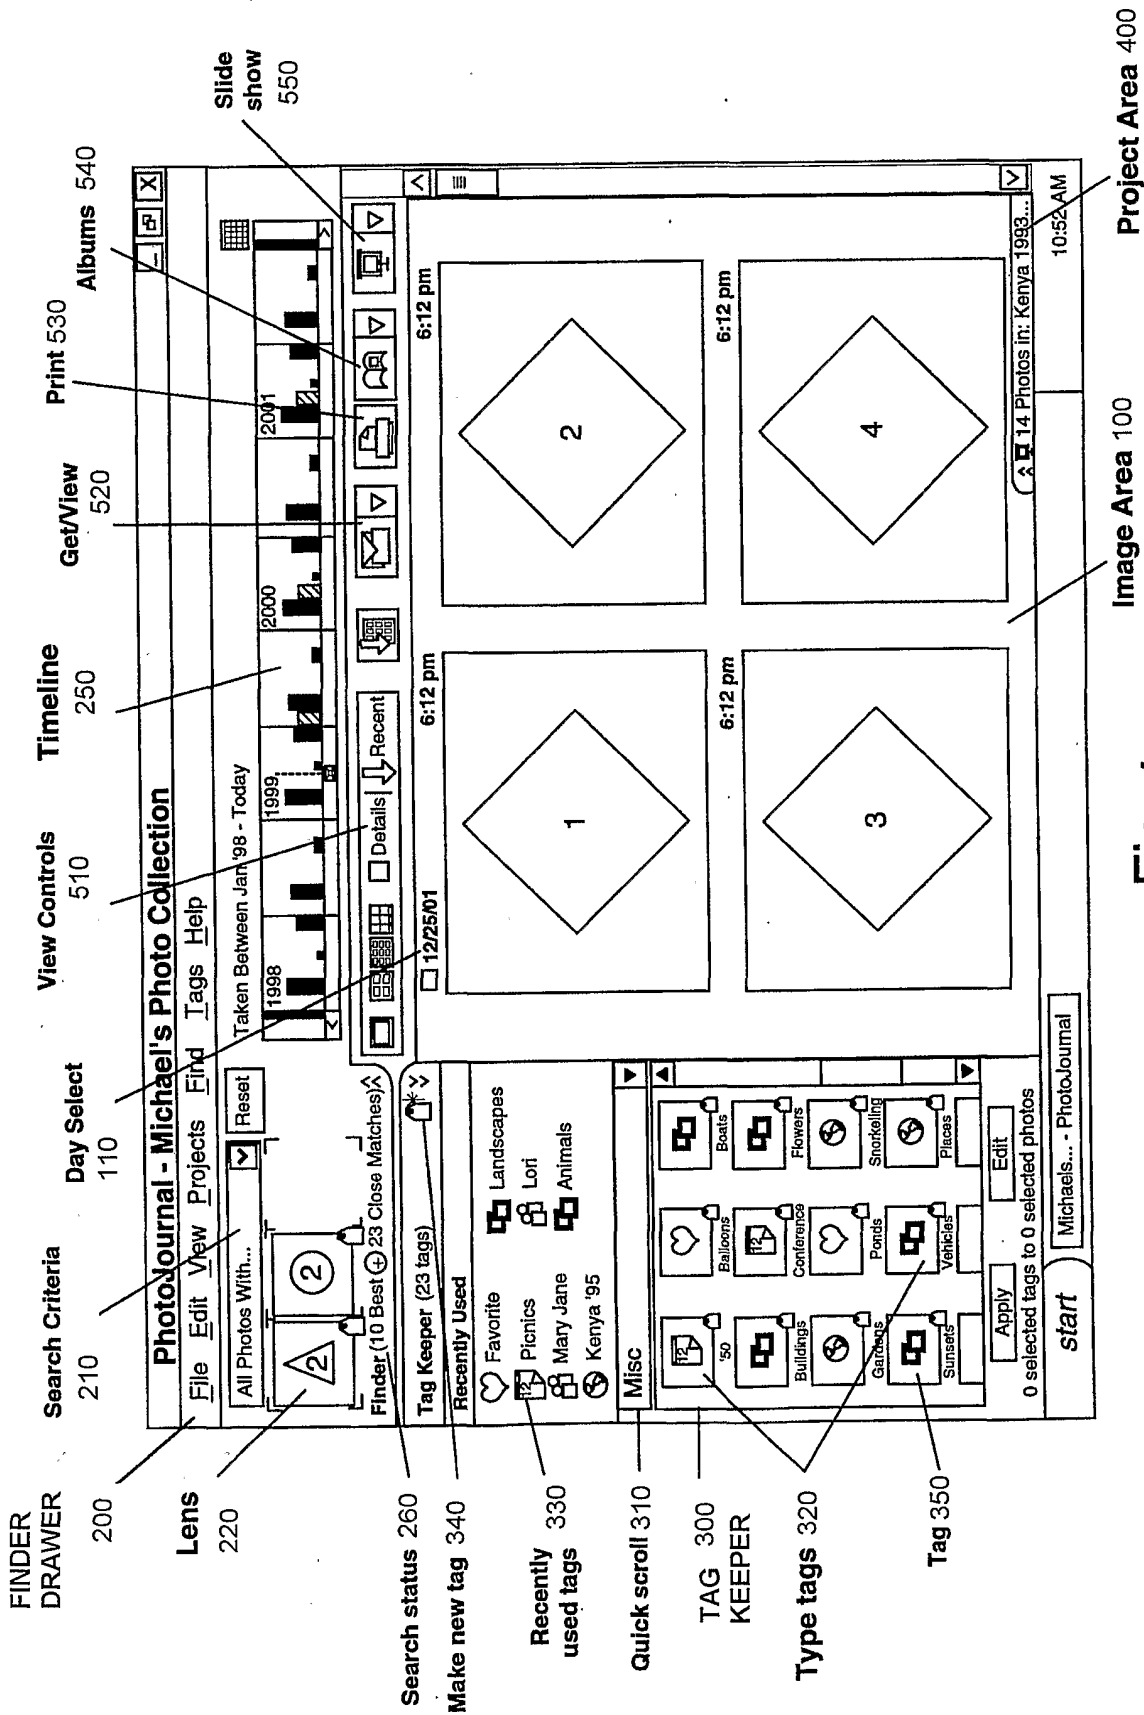 FINDER
DRAWER
200
Search Criteria
210
Day Select
110
View Controls
510
Timeline
250
Get/View
520
Print 530
Albums 540
Slide
show
550
Lens
220
PhotoJournal - Michael's Photo Collection
File Edit View Projects Find Tags Help
All Photos With...
Reset
Taken Between Jan'98 - Today
1998
1999
2000
2001
2
2
Finder (10 Best 23 Close Matches)
Details
Recent
Search status 260
Make new tag 340
Recently
used tags 330
Quick scroll 310
TAG 300
KEEPER
Type tags 320
Tag 350
Tag Keeper (23 tags)
Recently Used
Favorite
Landscapes
12 Picnics
Lori
Mary Jane
Animals
Kenya '95
Misc
12
'50
Balloons
Boats
Buildings
12
Conference
Flowers
Gardens
Ponds
Snorkeling
Sunsets
Vehicles
Places
Apply
Edit
0 selected tags to 0 selected photos
12/25/01
6:12 pm
6:12 pm
1
2
6:12 pm
6:12 pm
3
4
14 Photos in: Kenya 1993...
start
Michaels... - PhotoJournal
10:52 AM
Image Area 100
Project Area 400